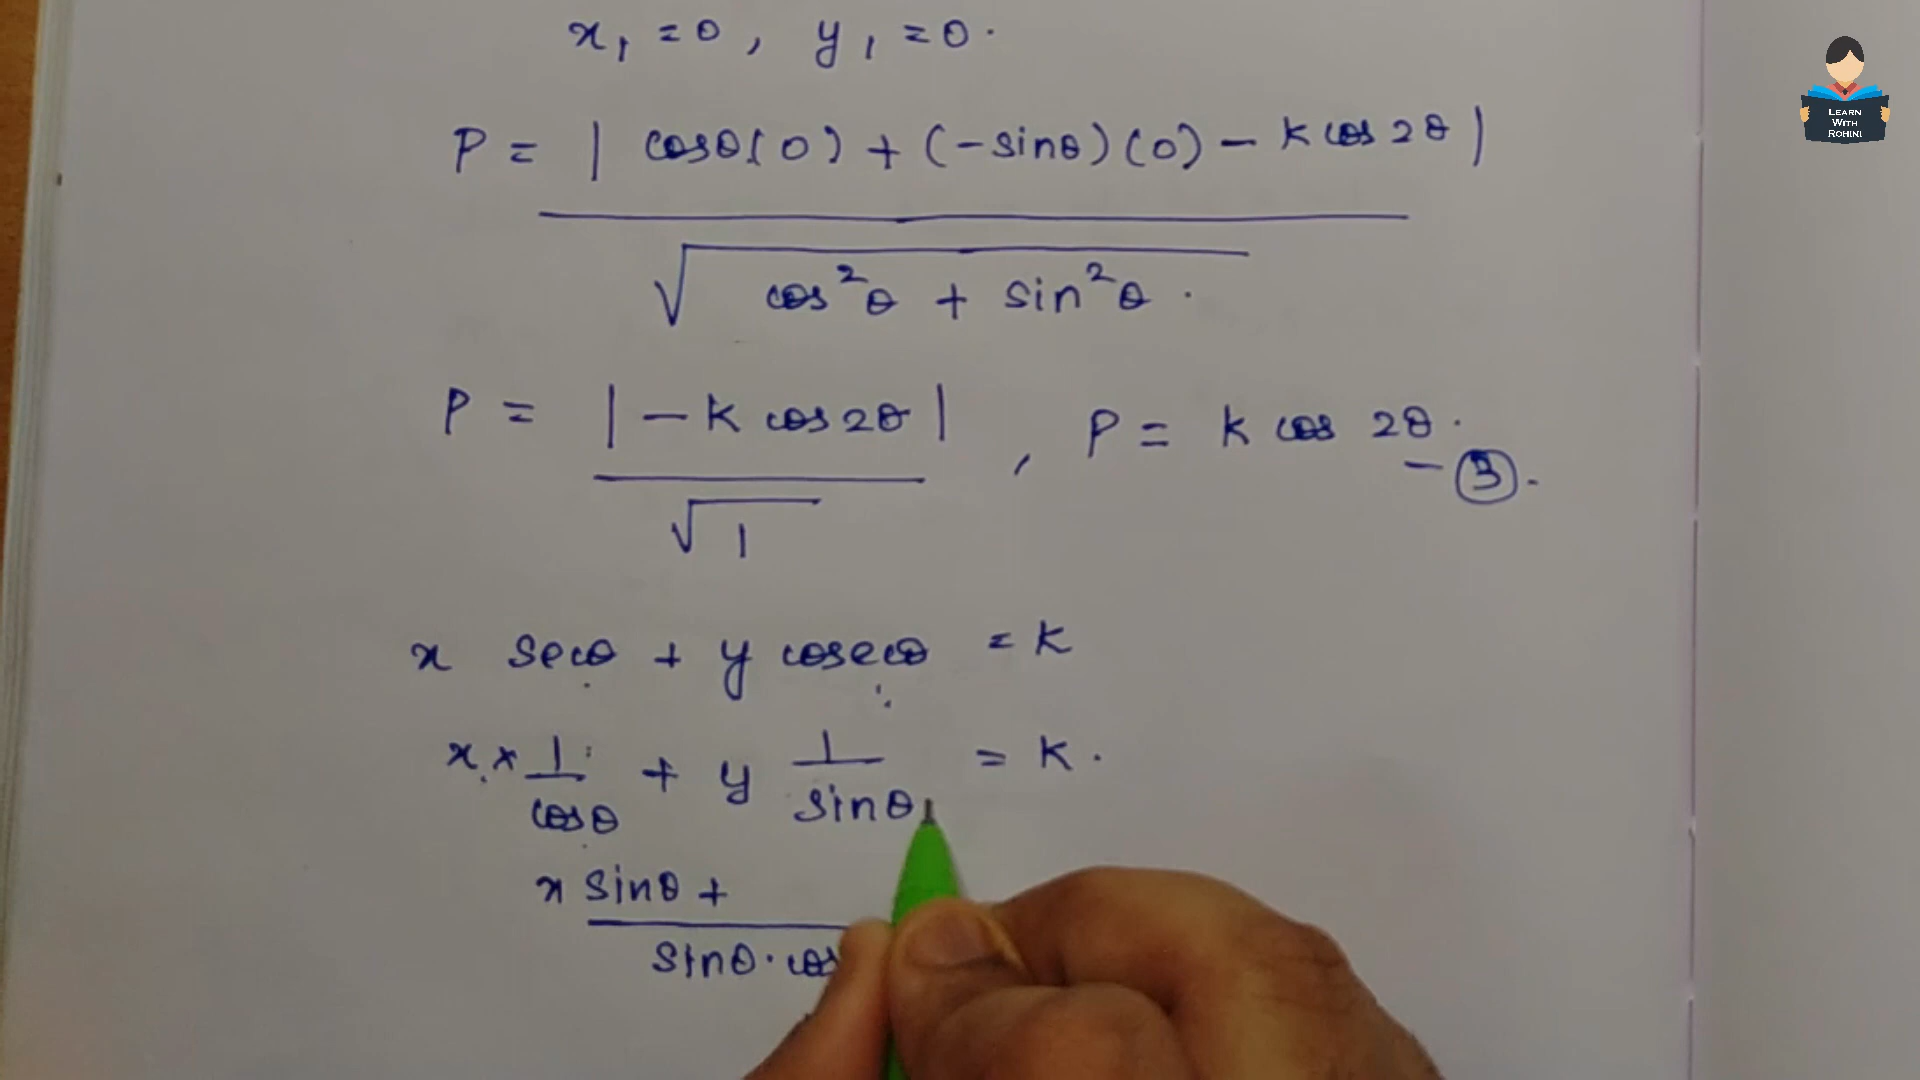 x₁ = 0, y₁ = 0.
LEARN
WITH
ROHINI
P = | cosθ(0) + (-sinθ)(0) - K cos 2θ |
√ cos²θ + sin²θ.
P = | - K cos 2θ | , P = K cos 2θ.
- ③.
√ 1
x secθ + y cosecθ = K
x × 1/cosθ + y 1/sinθ = K.
x sinθ +
sinθ · cos